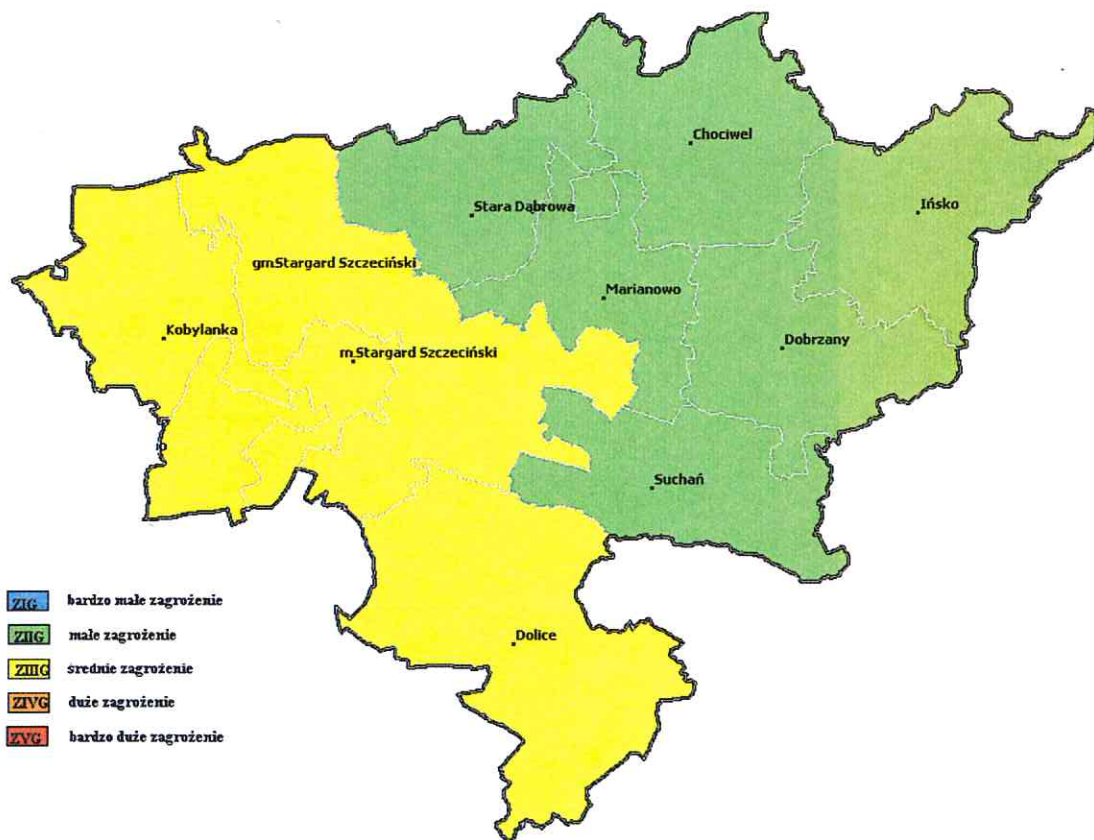 Chociwel
Ińsko
Stara Dąbrowa
gm.Stargard Szczeciński
Marianowo
Kobylanka
m.Stargard Szczeciński
Dobrzany
Suchań
Dolice
ZIG bardzo małe zagrożenie
ZIIG małe zagrożenie
ZIIIG średnie zagrożenie
ZIVG duże zagrożenie
ZVG bardzo duże zagrożenie